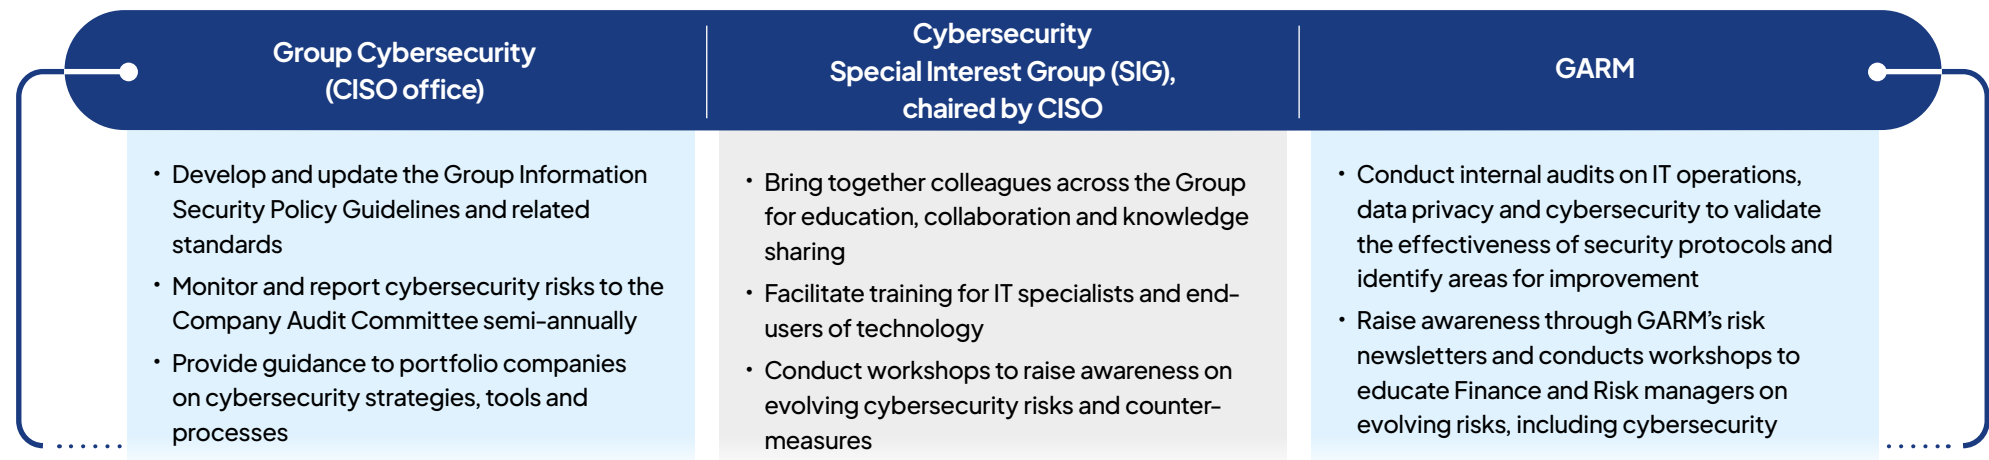 Group Cybersecurity
(CISO office)
• Develop and update the Group Information
Security Policy Guidelines and related
standards
• Monitor and report cybersecurity risks to the
Company Audit Committee semi-annually
• Provide guidance to portfolio companies
on cybersecurity strategies, tools and
processes
Cybersecurity
Special Interest Group (SIG),
chaired by CISO
• Bring together colleagues across the Group
for education, collaboration and knowledge
sharing
• Facilitate training for IT specialists and end-
users of technology
• Conduct workshops to raise awareness on
evolving cybersecurity risks and counter-
measures
GARM
• Conduct internal audits on IT operations,
data privacy and cybersecurity to validate
the effectiveness of security protocols and
identify areas for improvement
• Raise awareness through GARM’s risk
newsletters and conducts workshops to
educate Finance and Risk managers on
evolving risks, including cybersecurity